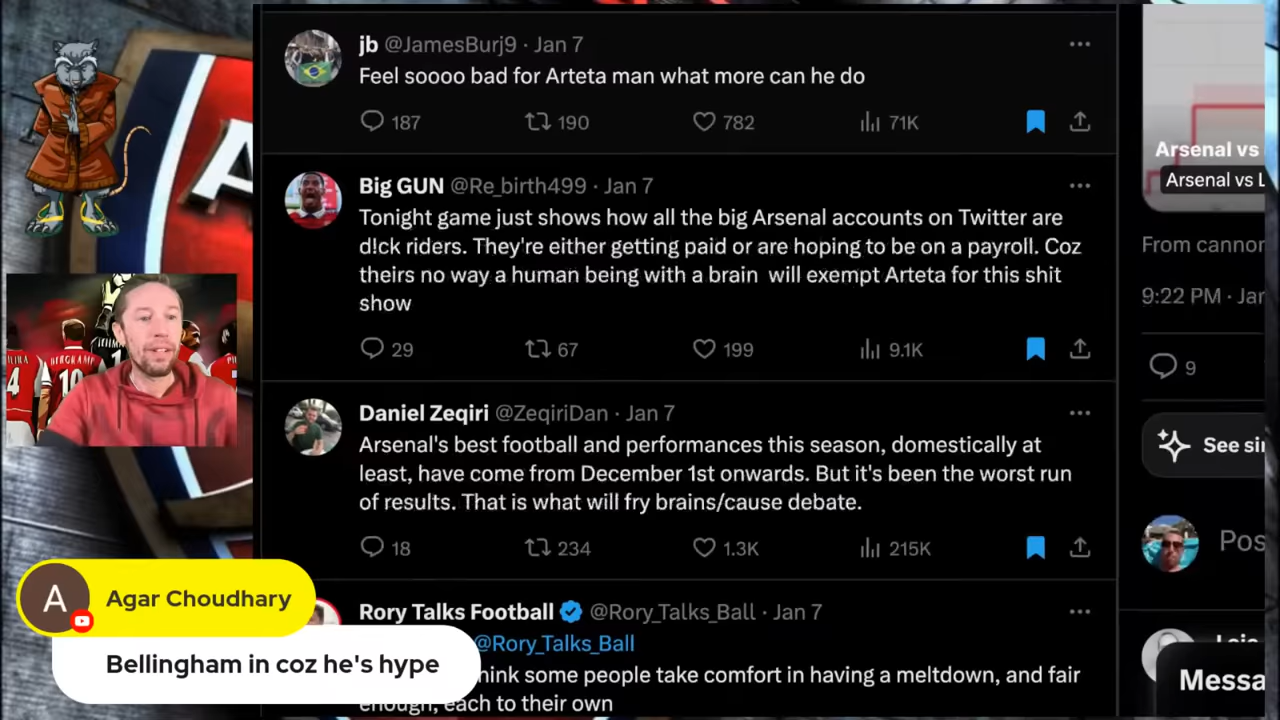 jb @JamesBurj9 · Jan 7
Feel soooo bad for Arteta man what more can he do
187 190 782 71K
Big GUN @Re_birth499 · Jan 7
Tonight game just shows how all the big Arsenal accounts on Twitter are
d!ck riders. They're either getting paid or are hoping to be on a payroll. Coz
theirs no way a human being with a brain will exempt Arteta for this shit
show
29 67 199 9.1K
Daniel Zeqiri @ZeqiriDan · Jan 7
Arsenal's best football and performances this season, domestically at
least, have come from December 1st onwards. But it's been the worst run
of results. That is what will fry brains/cause debate.
18 234 1.3K 215K
Rory Talks Football @Rory_Talks_Ball · Jan 7
@Rory_Talks_Ball
hink some people take comfort in having a meltdown, and fair
enough, each to their own
Arsenal vs
Arsenal vs L
From cannor
9:22 PM · Jar
9
See si
Pos
Messa
4
BERGKAMP
10
A
Agar Choudhary
Bellingham in coz he's hype